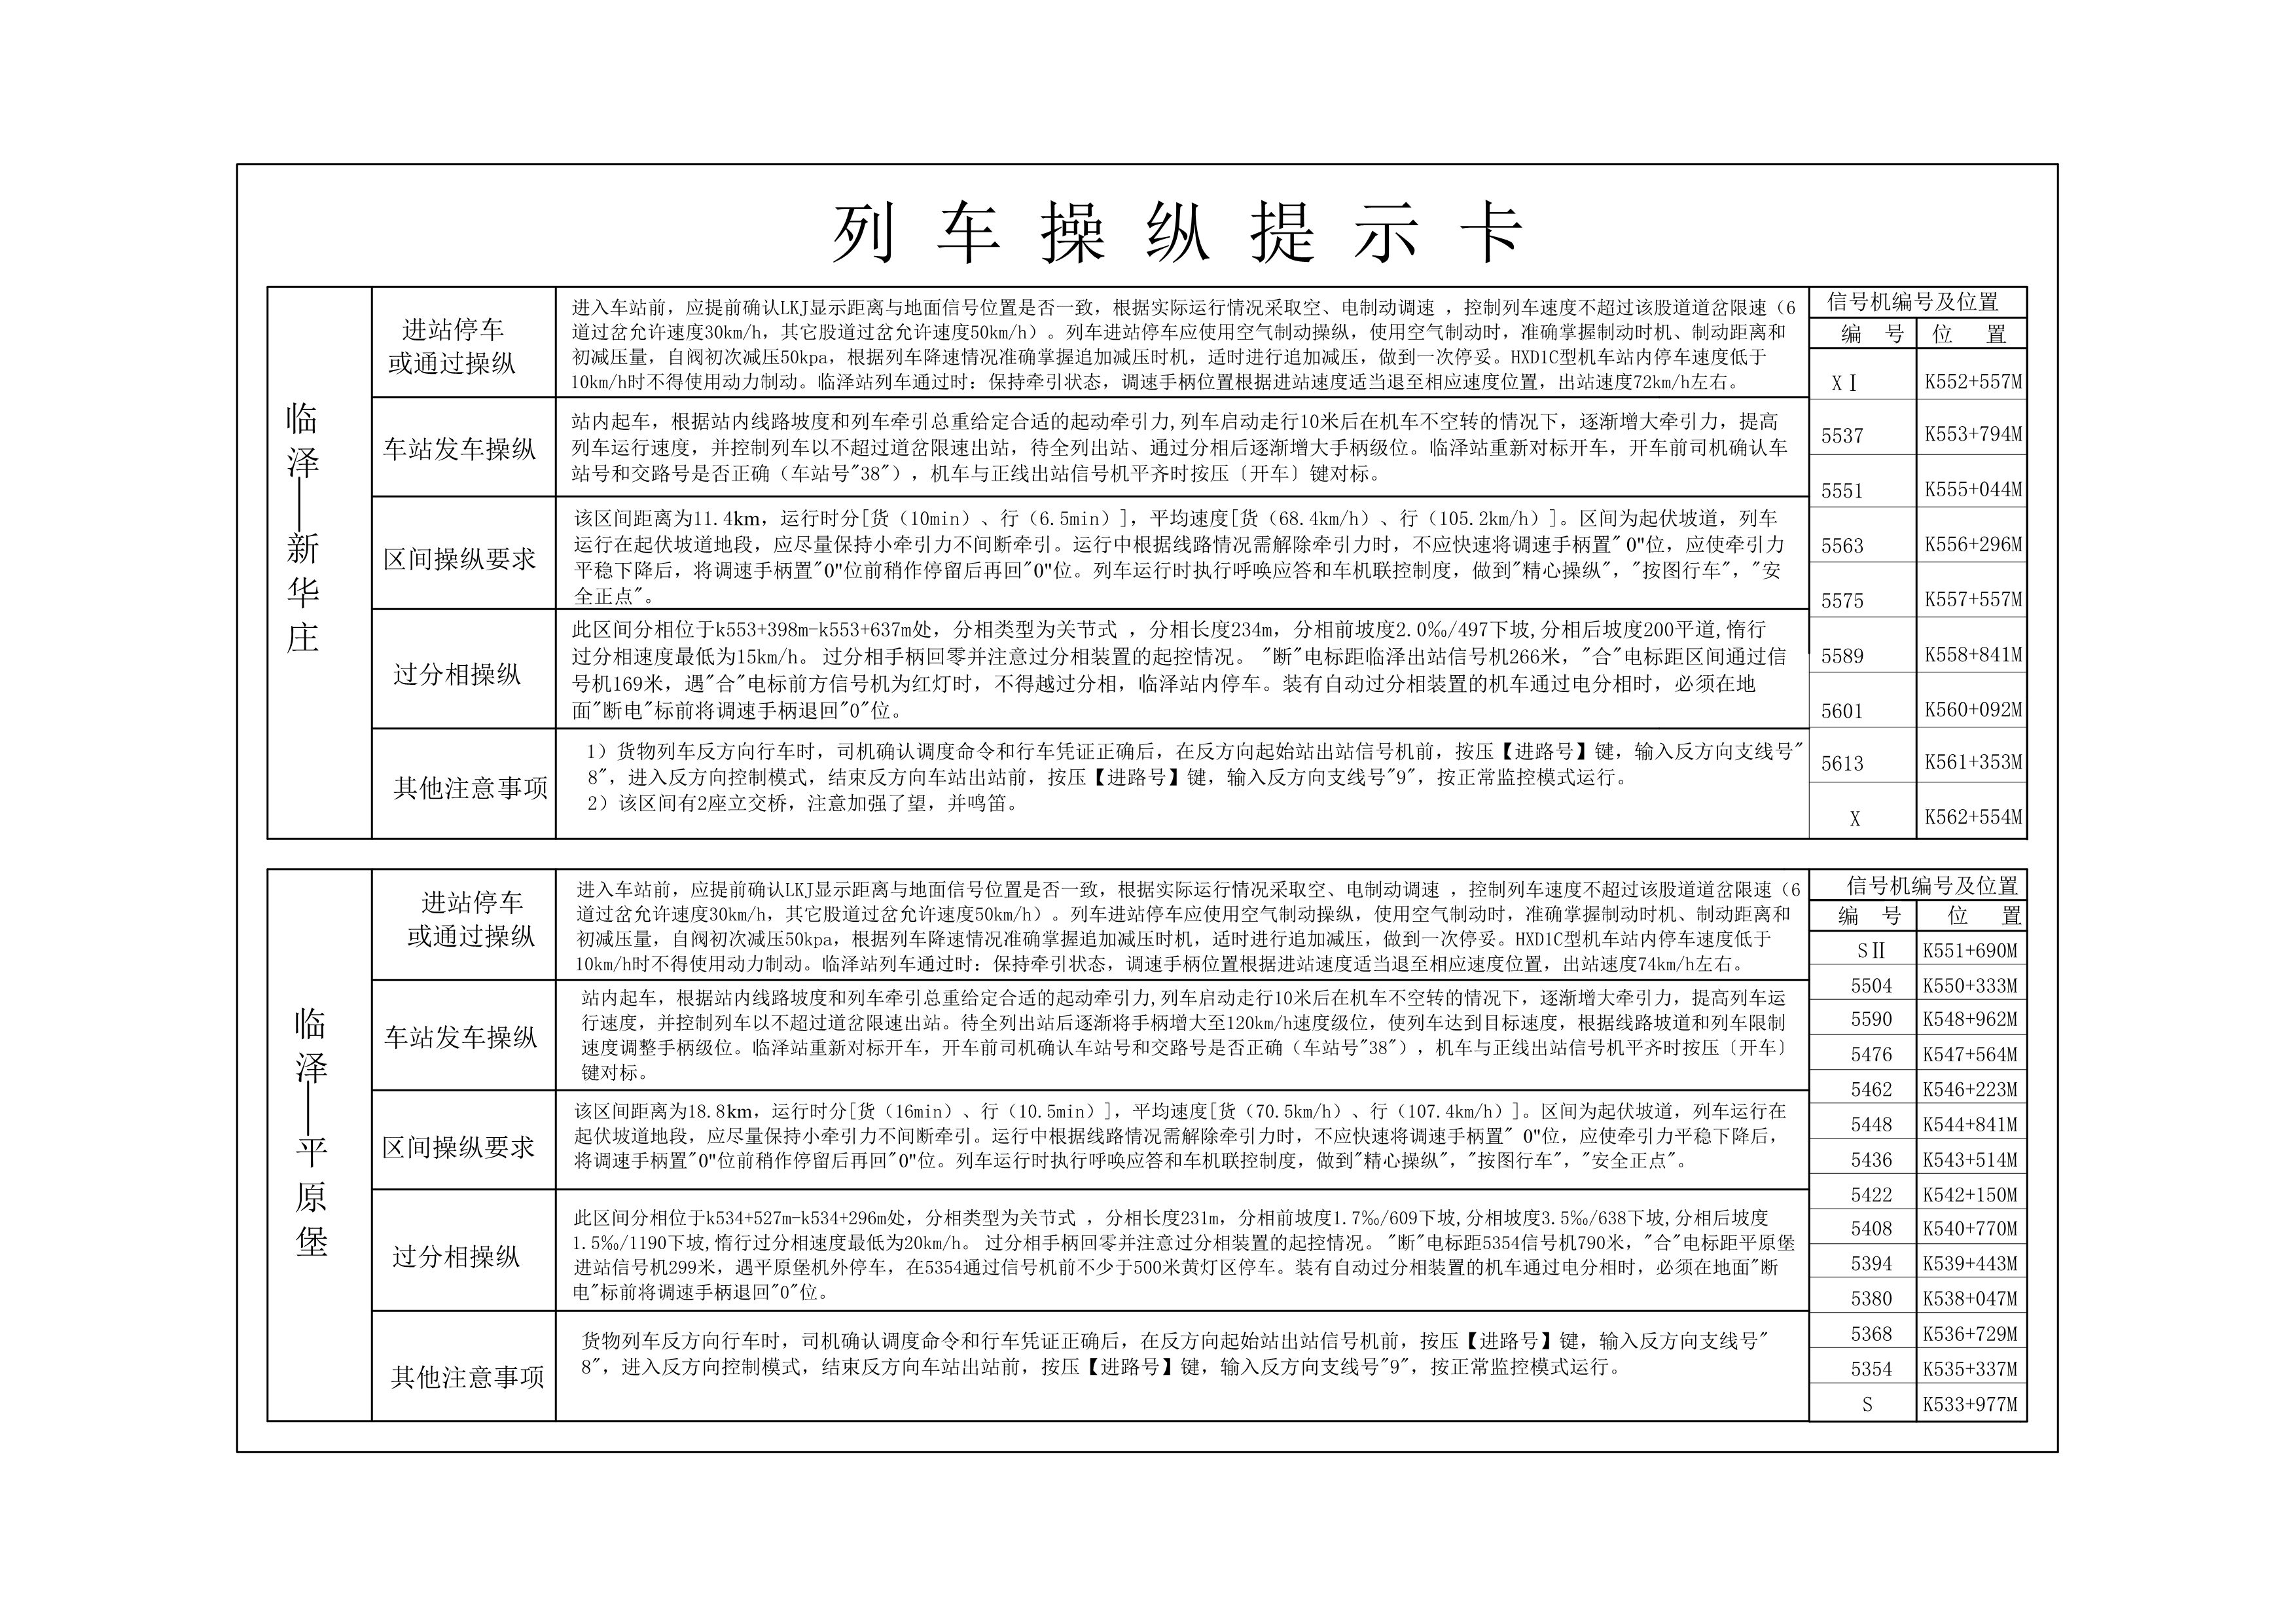 列车操纵提示卡
临泽——新华庄
进站停车
或通过操纵
进入车站前，应提前确认LKJ显示距离与地面信号位置是否一致，根据实际运行情况采取空、电制动调速 ，控制列车速度不超过该股道道岔限速（6
道过岔允许速度30km/h，其它股道过岔允许速度50km/h）。列车进站停车应使用空气制动操纵，使用空气制动时，准确掌握制动时机、制动距离和
初减压量，自阀初次减压50kpa，根据列车降速情况准确掌握追加减压时机，适时进行追加减压，做到一次停妥。HXD1C型机车站内停车速度低于
10km/h时不得使用动力制动。临泽站列车通过时：保持牵引状态，调速手柄位置根据进站速度适当退至相应速度位置，出站速度72km/h左右。
车站发车操纵
站内起车，根据站内线路坡度和列车牵引总重给定合适的起动牵引力,列车启动走行10米后在机车不空转的情况下，逐渐增大牵引力，提高
列车运行速度，并控制列车以不超过道岔限速出站，待全列出站、通过分相后逐渐增大手柄级位。临泽站重新对标开车，开车前司机确认车
站号和交路号是否正确（车站号"38"），机车与正线出站信号机平齐时按压〔开车〕键对标。
区间操纵要求
该区间距离为11.4km，运行时分[货（10min）、行（6.5min）]，平均速度[货（68.4km/h）、行（105.2km/h）]。区间为起伏坡道，列车
运行在起伏坡道地段，应尽量保持小牵引力不间断牵引。运行中根据线路情况需解除牵引力时，不应快速将调速手柄置" 0"位，应使牵引力
平稳下降后，将调速手柄置"0"位前稍作停留后再回"0"位。列车运行时执行呼唤应答和车机联控制度，做到"精心操纵"，"按图行车"，"安
全正点"。
过分相操纵
此区间分相位于k553+398m-k553+637m处，分相类型为关节式 ，分相长度234m，分相前坡度2.0‰/497下坡,分相后坡度200平道,惰行
过分相速度最低为15km/h。 过分相手柄回零并注意过分相装置的起控情况。 "断"电标距临泽出站信号机266米，"合"电标距区间通过信
号机169米，遇"合"电标前方信号机为红灯时，不得越过分相，临泽站内停车。装有自动过分相装置的机车通过电分相时，必须在地
面"断电"标前将调速手柄退回"0"位。
其他注意事项
1）货物列车反方向行车时，司机确认调度命令和行车凭证正确后，在反方向起始站出站信号机前，按压【进路号】键，输入反方向支线号"
8"，进入反方向控制模式，结束反方向车站出站前，按压【进路号】键，输入反方向支线号"9"，按正常监控模式运行。
2）该区间有2座立交桥，注意加强了望，并鸣笛。
信号机编号及位置
编 号 位 置
XⅠ K552+557M
5537 K553+794M
5551 K555+044M
5563 K556+296M
5575 K557+557M
5589 K558+841M
5601 K560+092M
5613 K561+353M
X K562+554M
临泽——平原堡
进站停车
或通过操纵
进入车站前，应提前确认LKJ显示距离与地面信号位置是否一致，根据实际运行情况采取空、电制动调速 ，控制列车速度不超过该股道道岔限速（6
道过岔允许速度30km/h，其它股道过岔允许速度50km/h）。列车进站停车应使用空气制动操纵，使用空气制动时，准确掌握制动时机、制动距离和
初减压量，自阀初次减压50kpa，根据列车降速情况准确掌握追加减压时机，适时进行追加减压，做到一次停妥。HXD1C型机车站内停车速度低于
10km/h时不得使用动力制动。临泽站列车通过时：保持牵引状态，调速手柄位置根据进站速度适当退至相应速度位置，出站速度74km/h左右。
车站发车操纵
站内起车，根据站内线路坡度和列车牵引总重给定合适的起动牵引力,列车启动走行10米后在机车不空转的情况下，逐渐增大牵引力，提高列车运
行速度，并控制列车以不超过道岔限速出站。待全列出站后逐渐将手柄增大至120km/h速度级位，使列车达到目标速度，根据线路坡道和列车限制
速度调整手柄级位。临泽站重新对标开车，开车前司机确认车站号和交路号是否正确（车站号"38"），机车与正线出站信号机平齐时按压〔开车〕
键对标。
区间操纵要求
该区间距离为18.8km，运行时分[货（16min）、行（10.5min）]，平均速度[货（70.5km/h）、行（107.4km/h）]。区间为起伏坡道，列车运行在
起伏坡道地段，应尽量保持小牵引力不间断牵引。运行中根据线路情况需解除牵引力时，不应快速将调速手柄置" 0"位，应使牵引力平稳下降后，
将调速手柄置"0"位前稍作停留后再回"0"位。列车运行时执行呼唤应答和车机联控制度，做到"精心操纵"，"按图行车"，"安全正点"。
过分相操纵
此区间分相位于k534+527m-k534+296m处，分相类型为关节式 ，分相长度231m，分相前坡度1.7‰/609下坡,分相坡度3.5‰/638下坡,分相后坡度
1.5‰/1190下坡,惰行过分相速度最低为20km/h。 过分相手柄回零并注意过分相装置的起控情况。 "断"电标距5354信号机790米，"合"电标距平原堡
进站信号机299米，遇平原堡机外停车，在5354通过信号机前不少于500米黄灯区停车。装有自动过分相装置的机车通过电分相时，必须在地面"断
电"标前将调速手柄退回"0"位。
其他注意事项
货物列车反方向行车时，司机确认调度命令和行车凭证正确后，在反方向起始站出站信号机前，按压【进路号】键，输入反方向支线号"
8"，进入反方向控制模式，结束反方向车站出站前，按压【进路号】键，输入反方向支线号"9"，按正常监控模式运行。
信号机编号及位置
编 号 位 置
SⅡ K551+690M
5504 K550+333M
5590 K548+962M
5476 K547+564M
5462 K546+223M
5448 K544+841M
5436 K543+514M
5422 K542+150M
5408 K540+770M
5394 K539+443M
5380 K538+047M
5368 K536+729M
5354 K535+337M
S K533+977M